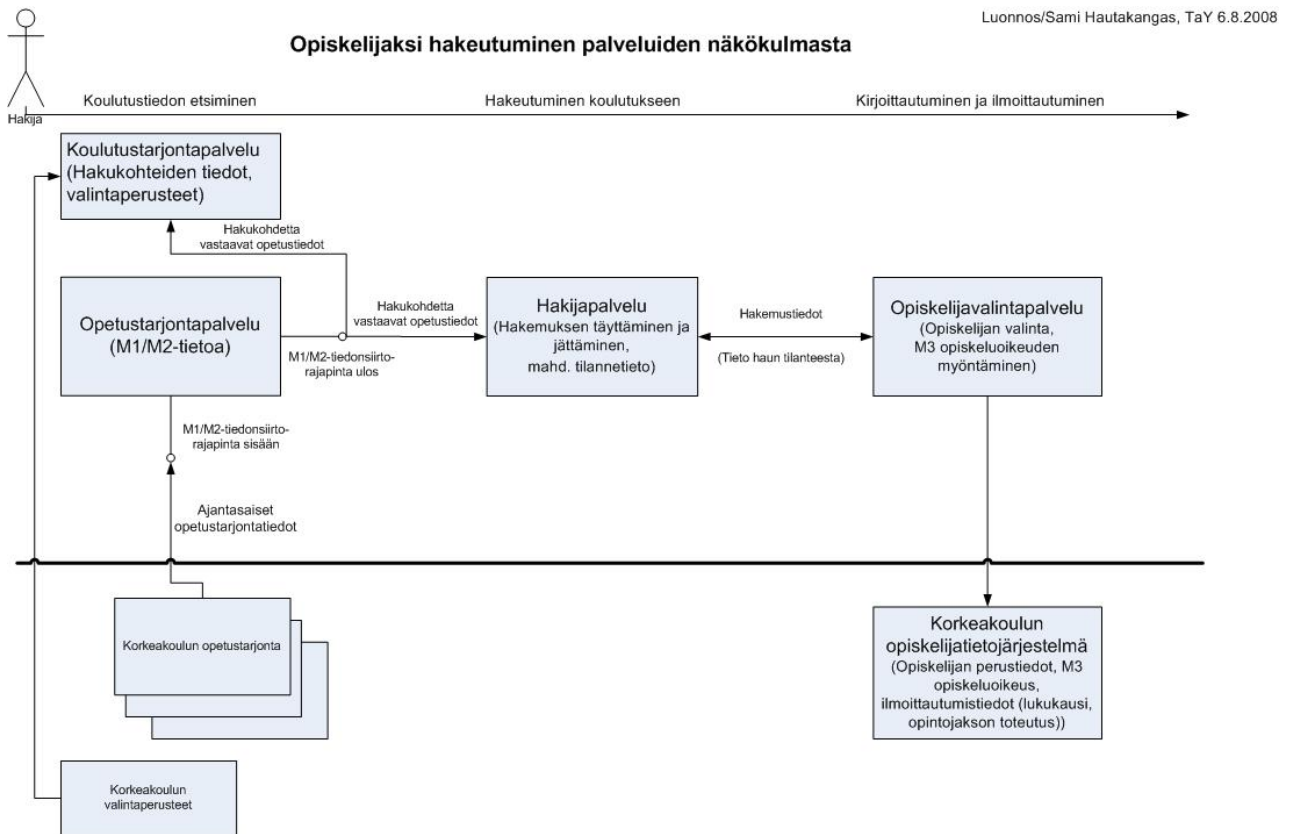 Luonnos/Sami Hautakangas, TaY 6.8.2008
Opiskelijaksi hakeutuminen palveluiden näkökulmasta
Hakija
Koulutustiedon etsiminen
Hakeutuminen koulutukseen
Kirjoittautuminen ja ilmoittautuminen
Koulutustarjontapalvelu
(Hakukohteiden tiedot,
valintaperusteet)
Hakukohdetta
vastaavat opetustiedot
Opetustarjontapalvelu
(M1/M2-tietoa)
Hakukohdetta
vastaavat opetustiedot
M1/M2-tiedonsiirto-
rajapinta ulos
Hakijapalvelu
(Hakemuksen täyttäminen ja
jättäminen,
mahd. tilannetieto)
Hakemustiedot
(Tieto haun tilanteesta)
Opiskelijavalintapalvelu
(Opiskelijan valinta,
M3 opiskeluoikeuden
myöntäminen)
M1/M2-tiedonsiirto-
rajapinta sisään
Ajantasaiset
opetustarjontatiedot
Korkeakoulun opetustarjonta
Korkeakoulun
opiskelijatietojärjestelmä
(Opiskelijan perustiedot, M3
opiskeluoikeus,
ilmoittautumistiedot (lukukausi,
opintojakson toteutus))
Korkeakoulun
valintaperusteet